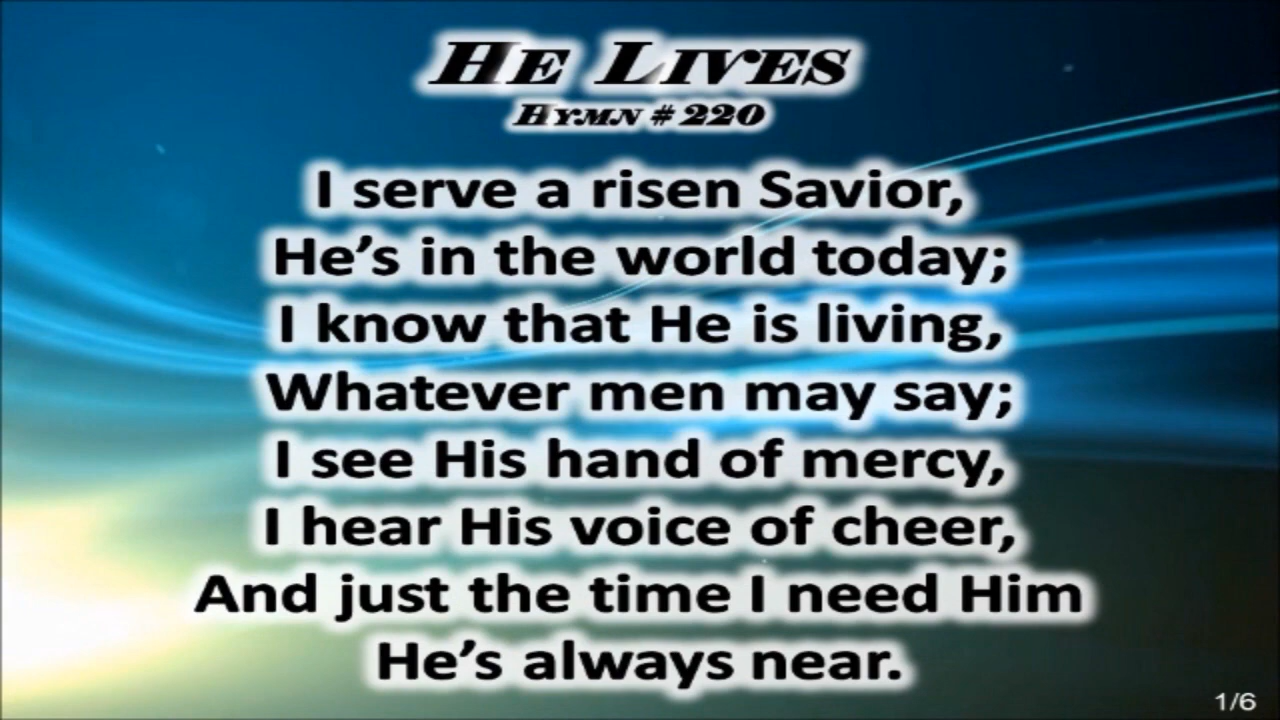 He Lives
Hymn # 220
I serve a risen Savior,
He’s in the world today;
I know that He is living,
Whatever men may say;
I see His hand of mercy,
I hear His voice of cheer,
And just the time I need Him
He’s always near.
1/6